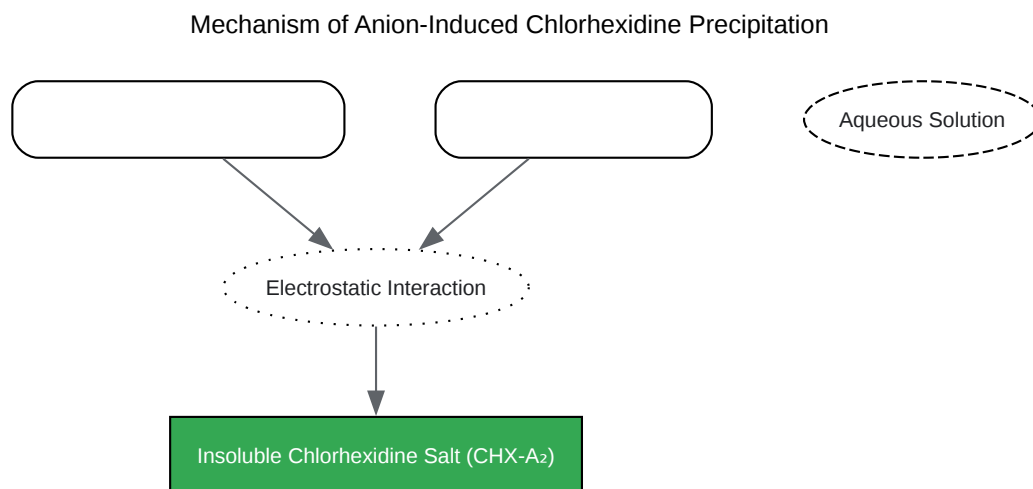 Mechanism of Anion-Induced Chlorhexidine Precipitation
Aqueous Solution
Electrostatic Interaction
Insoluble Chlorhexidine Salt (CHX-A₂)